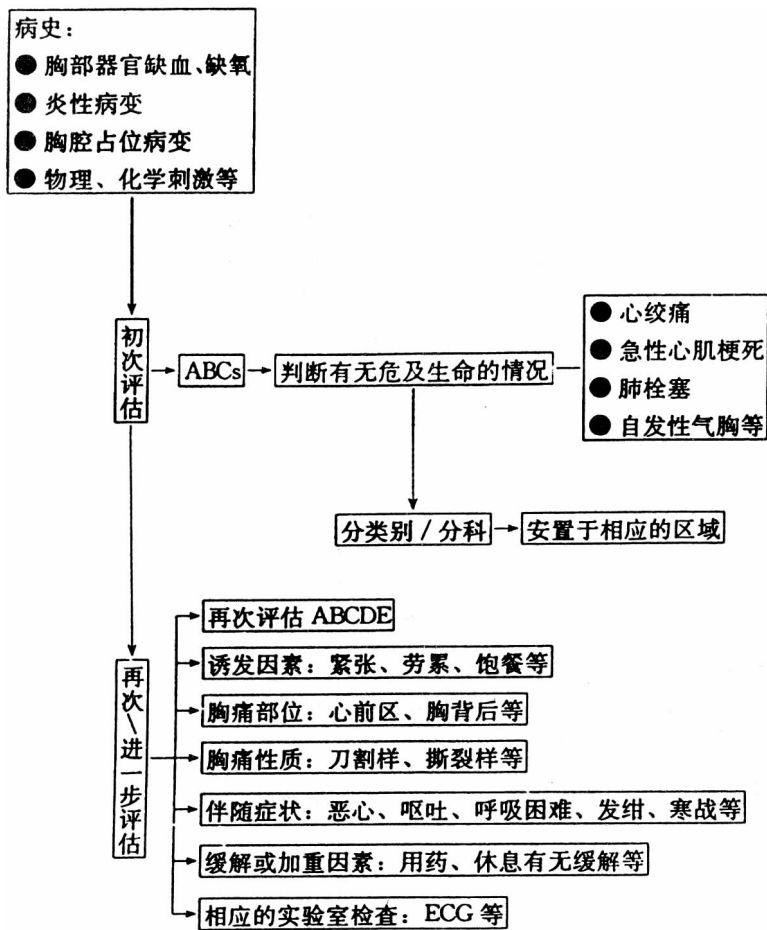 病史：
● 胸部器官缺血、缺氧
● 炎性病变
● 胸腔占位病变
● 物理、化学刺激等
初次评估
ABCs
判断有无危及生命的情况
● 心绞痛
● 急性心肌梗死
● 肺栓塞
● 自发性气胸等
分类别/分科
安置于相应的区域
再次\进一步评估
再次评估 ABCDE
诱发因素：紧张、劳累、饱餐等
胸痛部位：心前区、胸背后等
胸痛性质：刀割样、撕裂样等
伴随症状：恶心、呕吐、呼吸困难、发绀、寒战等
缓解或加重因素：用药、休息有无缓解等
相应的实验室检查：ECG 等